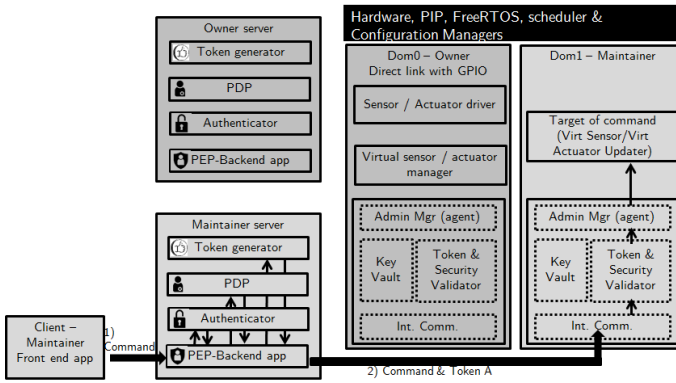 Owner server
Token generator
PDP
Authenticator
PEP-Backend app
Maintainer server
Token generator
PDP
Authenticator
PEP-Backend app
Client –
Maintainer
Front end app
1)
Command
2) Command & Token A
Hardware, PIP, FreeRTOS, scheduler &
Configuration Managers
Dom0 – Owner
Direct link with GPIO
Sensor / Actuator driver
Virtual sensor / actuator
manager
Admin Mgr (agent)
Key
Vault
Token &
Security
Validator
Int. Comm.
Dom1 – Maintainer
Target of command
(Virt Sensor/Virt
Actuator Updater)
Admin Mgr (agent)
Key
Vault
Token &
Security
Validator
Int. Comm.